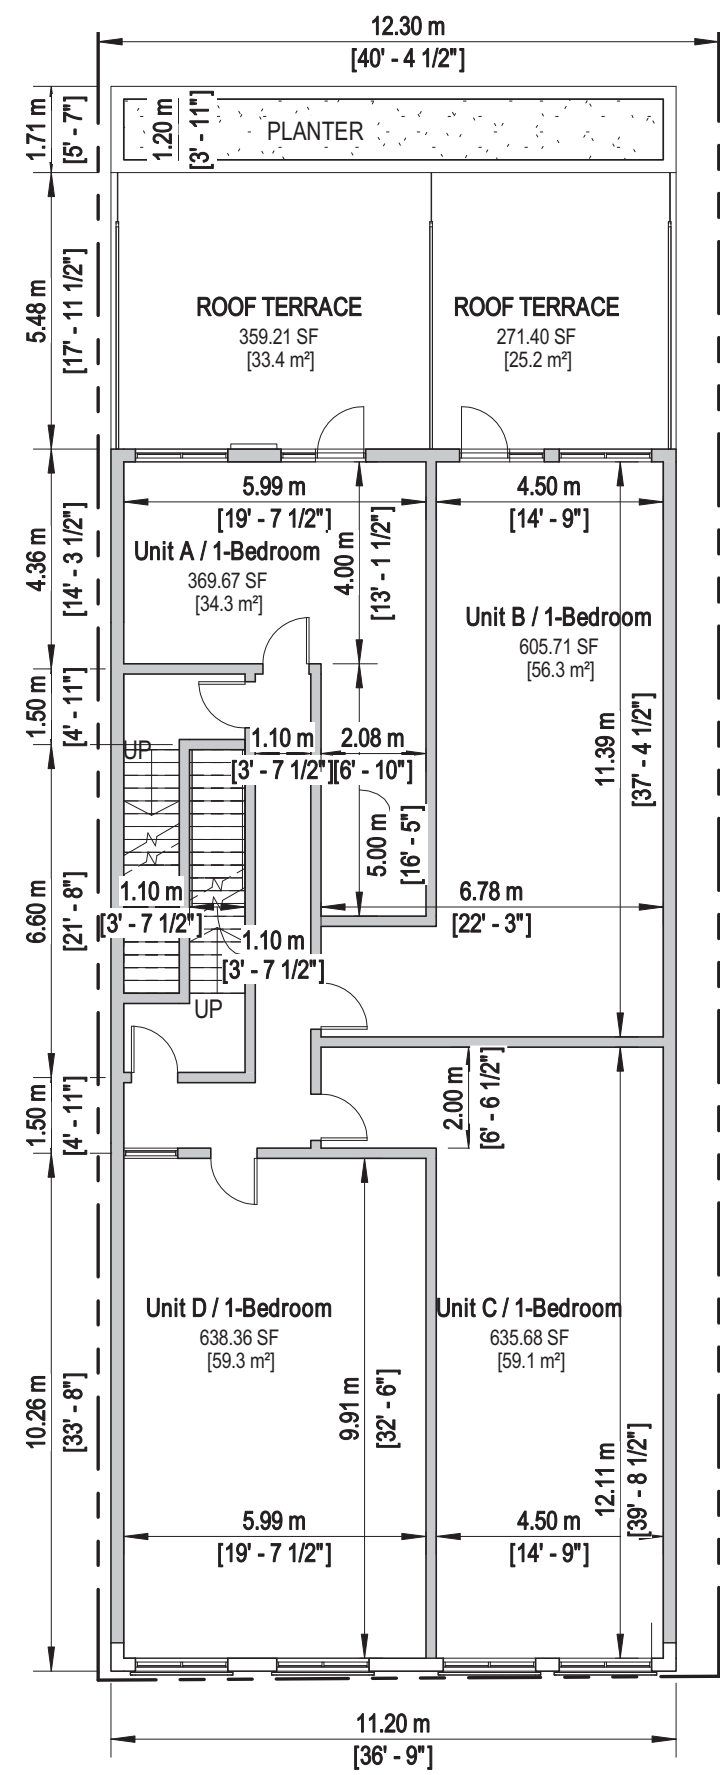 12.30 m
[40' - 4 1/2"]
1.71 m
[5' - 7"]
1.20 m
[3' - 11"]
PLANTER
5.48 m
[17' - 11 1/2"]
ROOF TERRACE
359.21 SF
[33.4 m²]
ROOF TERRACE
271.40 SF
[25.2 m²]
4.36 m
[14' - 3 1/2"]
5.99 m
[19' - 7 1/2"]
4.00 m
[13' - 1 1/2"]
4.50 m
[14' - 9"]
Unit A / 1-Bedroom
369.67 SF
[34.3 m²]
Unit B / 1-Bedroom
605.71 SF
[56.3 m²]
1.50 m
[4' - 11"]
UP
1.10 m
[3' - 7 1/2"]
2.08 m
[6' - 10"]
11.39 m
[37' - 4 1/2"]
5.00 m
[16' - 5"]
6.60 m
[21' - 8"]
1.10 m
[3' - 7 1/2"]
6.78 m
[22' - 3"]
1.10 m
[3' - 7 1/2"]
UP
1.50 m
[4' - 11"]
2.00 m
[6' - 6 1/2"]
Unit D / 1-Bedroom
638.36 SF
[59.3 m²]
Unit C / 1-Bedroom
635.68 SF
[59.1 m²]
10.26 m
[33' - 8"]
9.91 m
[32' - 6"]
12.11 m
[39' - 8 1/2"]
5.99 m
[19' - 7 1/2"]
4.50 m
[14' - 9"]
11.20 m
[36' - 9"]